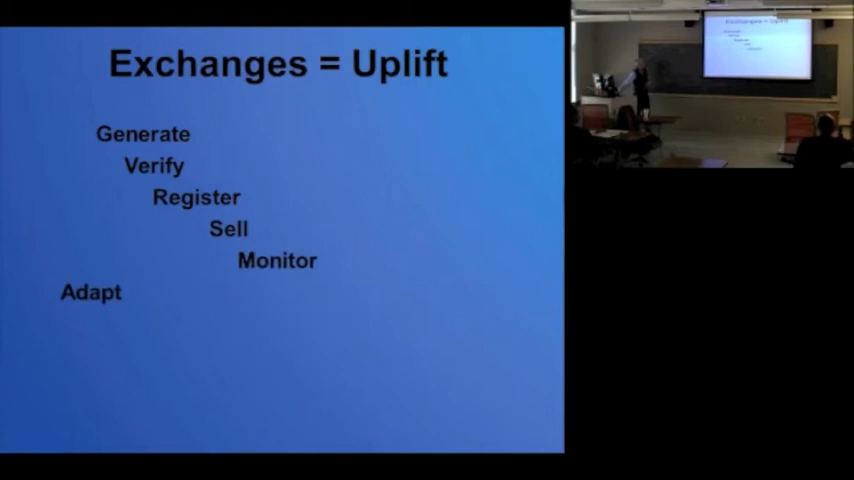 Exchanges = Uplift
Generate
Verify
Register
Sell
Monitor
Adapt